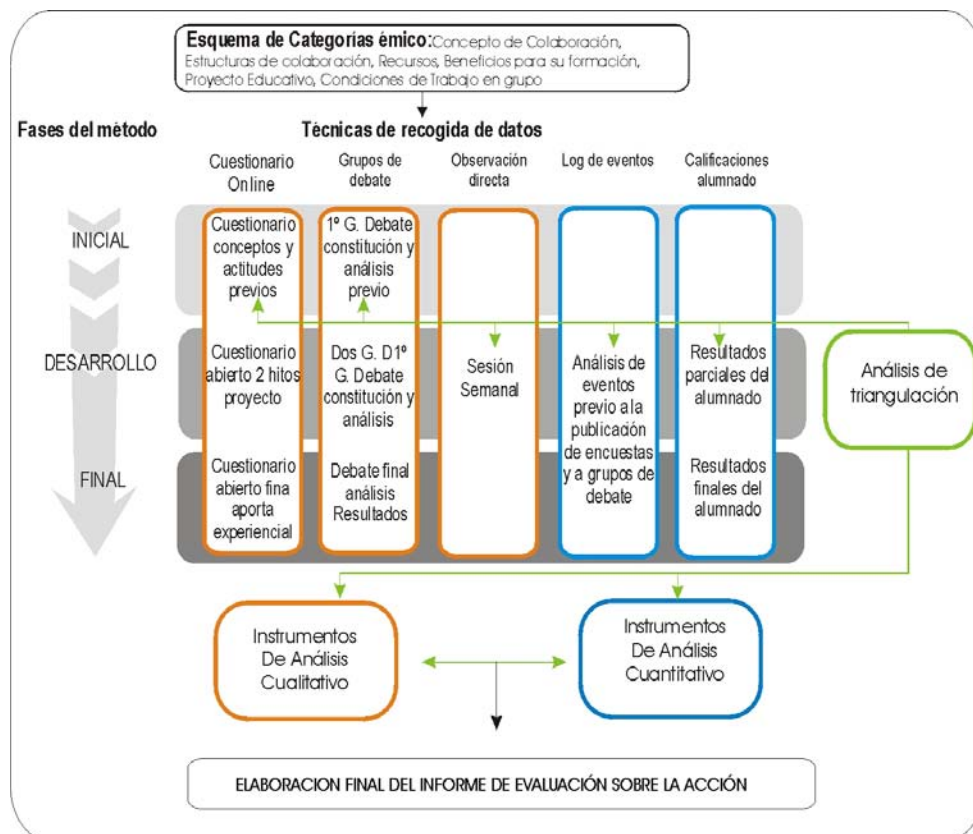 Esquema de Categorías émico: Concepto de Colaboración,
Estructuras de colaboración, Recursos, Beneficios para su formación,
Proyecto Educativo, Condiciones de Trabajo en grupo
Fases del método
Técnicas de recogida de datos
Cuestionario
Online
Grupos de
debate
Observación
directa
Log de eventos
Calificaciones
alumnado
INICIAL
Cuestionario
conceptos y
actitudes
previos
1º G. Debate
constitución y
análisis
previo
DESARROLLO
Cuestionario
abierto 2 hitos
proyecto
Dos G. D1º
G. Debate
constitución y
análisis
Sesión
Semanal
Análisis de
eventos
previo a la
publicación
de encuestas
y a grupos de
debate
Resultados
parciales del
alumnado
Análisis de
triangulación
FINAL
Cuestionario
abierto fina
aporta
experiencial
Debate final
análisis
Resultados
Resultados
finales del
alumnado
Instrumentos
De Análisis
Cualitativo
Instrumentos
De Análisis
Cuantitativo
ELABORACION FINAL DEL INFORME DE EVALUACIÓN SOBRE LA ACCIÓN